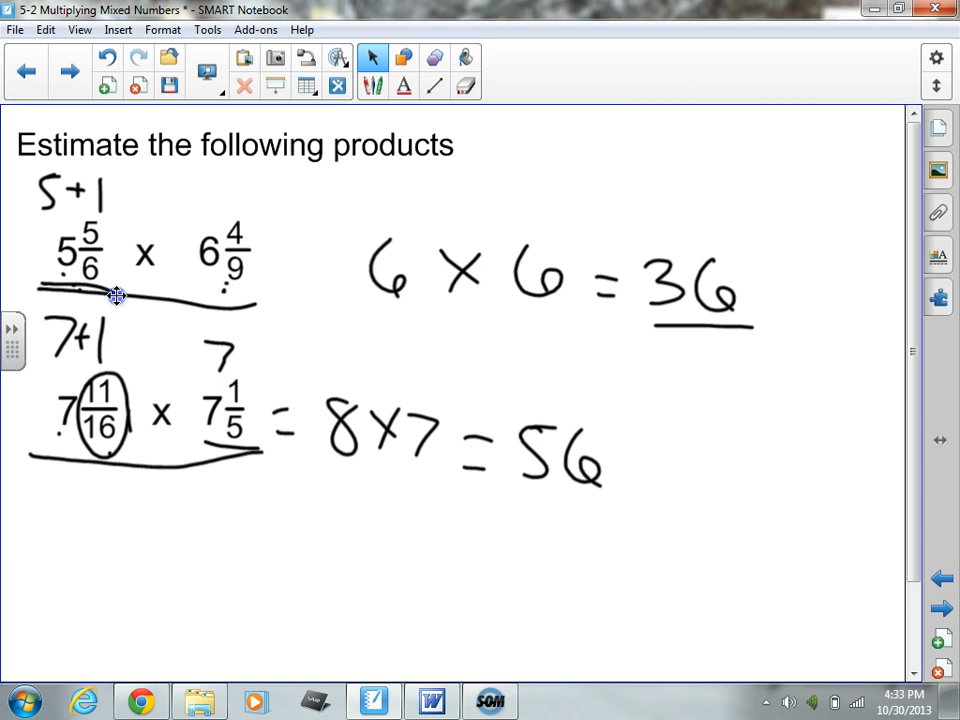 5-2 Multiplying Mixed Numbers * - SMART Notebook
File Edit View Insert Format Tools Add-ons Help
Estimate the following products
5+1
5 5/6 x 6 4/9 6 x 6 = 36
7+1 7
7 11/16 x 7 1/5 = 8x7 = 56
4:33 PM
10/30/2013